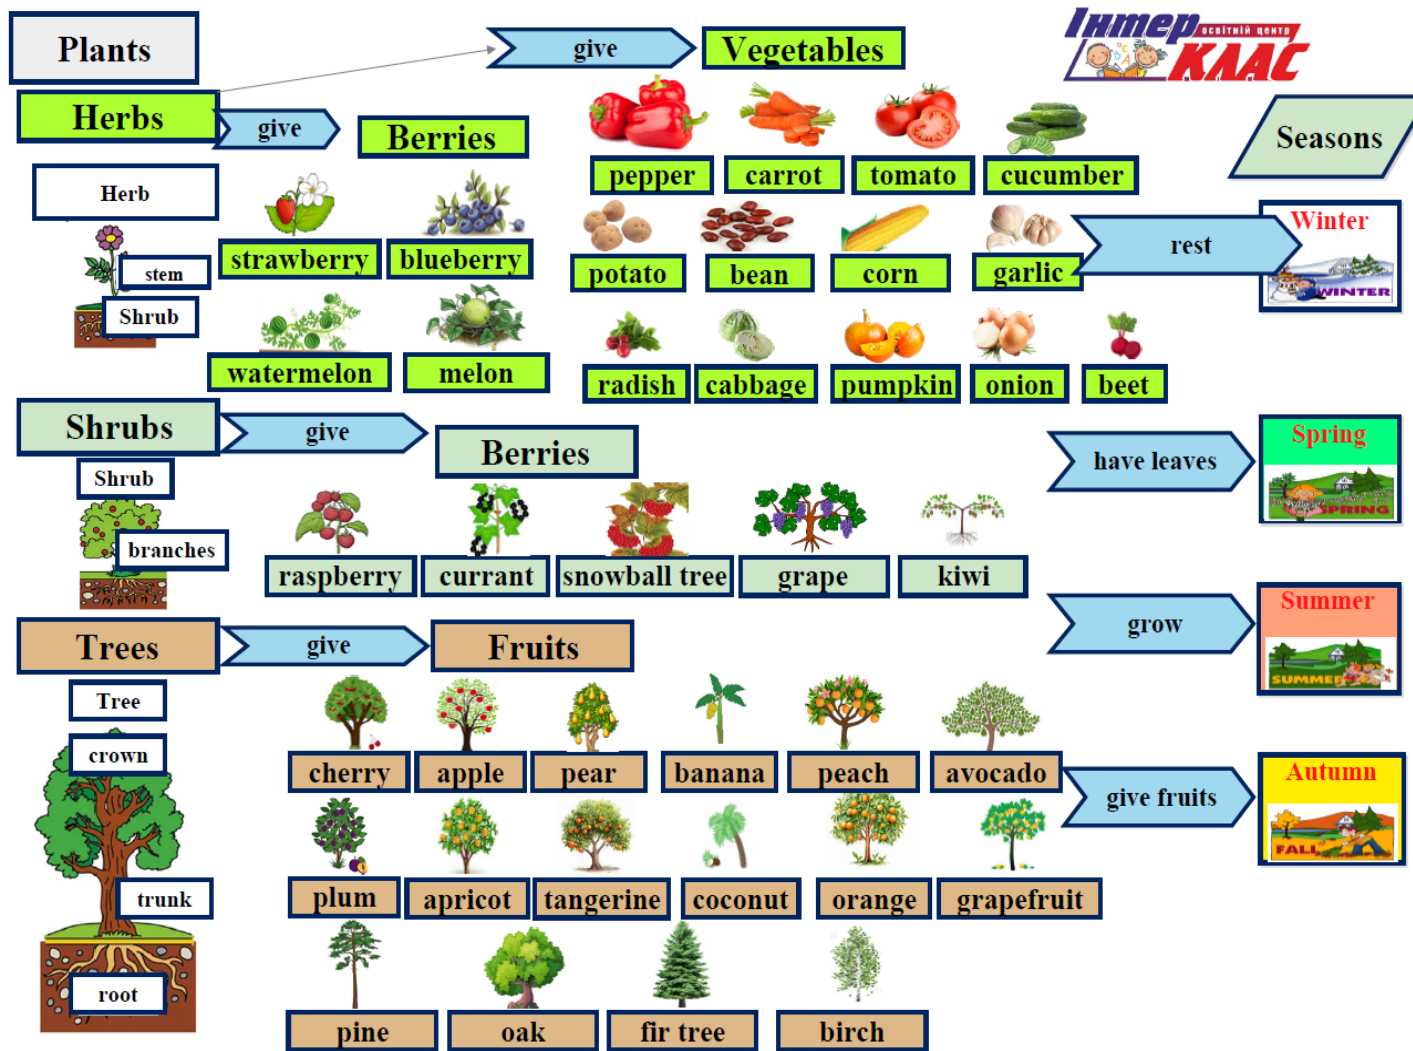 Plants
give
Vegetables
Інтер
освітній центр
КЛАС
Herbs
give
Berries
pepper
carrot
tomato
cucumber
Seasons
Herb
stem
Shrub
strawberry
blueberry
potato
bean
corn
garlic
rest
Winter
WINTER
watermelon
melon
radish
cabbage
pumpkin
onion
beet
Shrubs
give
Berries
have leaves
Spring
SPRING
Shrub
branches
raspberry
currant
snowball tree
grape
kiwi
grow
Summer
SUMMER
Trees
give
Fruits
Tree
crown
trunk
root
cherry
apple
pear
banana
peach
avocado
give fruits
Autumn
FALL
plum
apricot
tangerine
coconut
orange
grapefruit
pine
oak
fir tree
birch